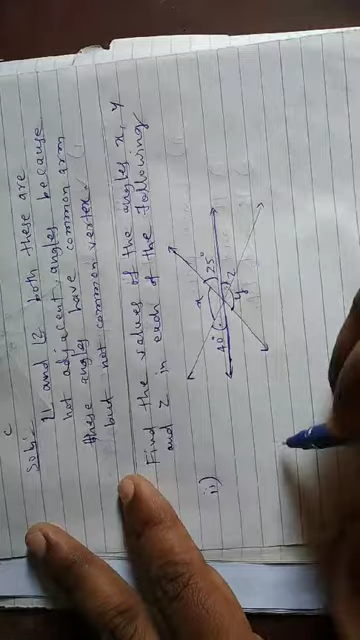 Sol:- ∠1 and ∠2 both these are
not adjacent angles because
these angles have common arm
but not common vertex.
Find the values of the angles x, y
and z in each of the following
ii)
40°
x
25°
z
y